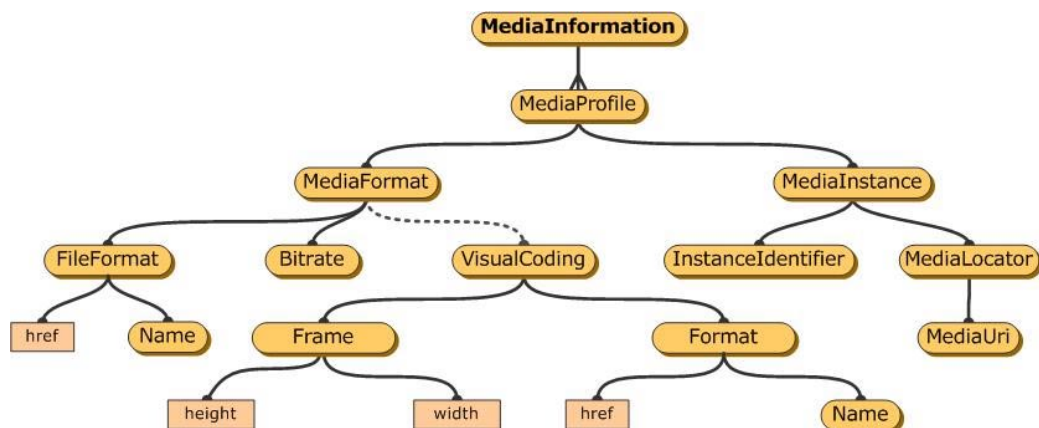 MediaInformation
MediaProfile
MediaFormat
MediaInstance
FileFormat
Bitrate
VisualCoding
InstanceIdentifier
MediaLocator
href
Name
Frame
Format
MediaUri
height
width
href
Name